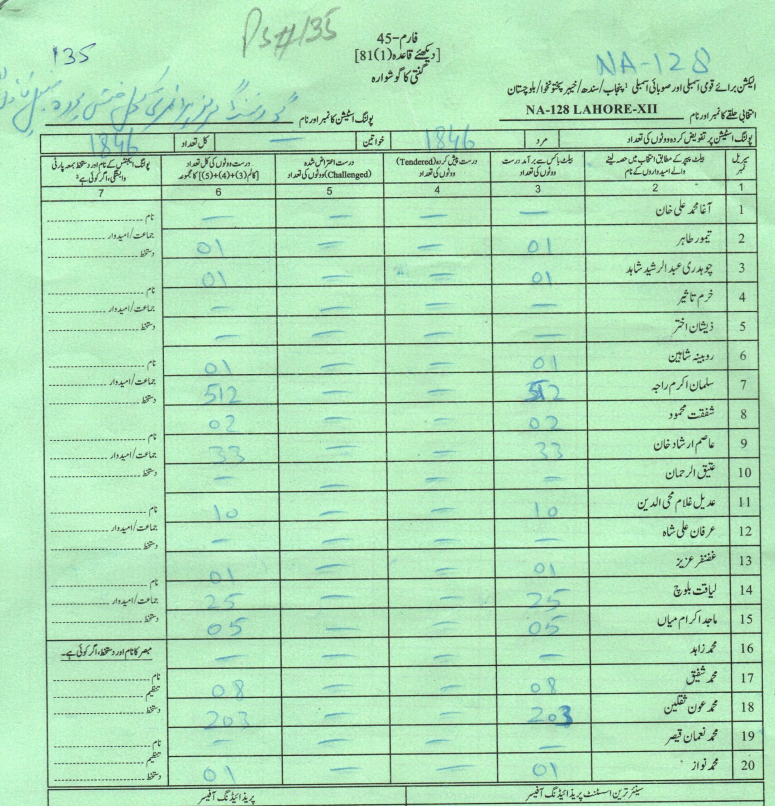 135
PS#135
فارم-45
[دیکھئے قاعدہ (1)81]
گنتی کا گوشوارہ
NA-128
الیکشن برائے قومی اسمبلی اور صوبائی اسمبلی پنجاب/سندھ/خیبر پختونخوا/بلوچستان
انتخابی حلقے کا نمبر اور نام NA-128 LAHORE-XII پولنگ اسٹیشن کا نمبر اور نام
پولنگ اسٹیشن پر تفویض کردہ ووٹوں کی تعداد مرد 1846 خواتین — کل تعداد 1846
سیریل نمبر | بیلٹ پیپر کے مطابق انتخاب میں حصہ لینے والے امیدواروں کے نام | بیلٹ باکس سے برآمد درست ووٹوں کی تعداد | درست پیش کردہ (Tendered) ووٹوں کی تعداد | درست اعتراض شدہ (Challenged) ووٹوں کی تعداد | درست ووٹوں کی کل تعداد [کالم (3)+(4)+(5)] کا مجموعہ | پولنگ ایجنٹس کے نام اور دستخط بمعہ پارٹی وابستگی، اگر کوئی ہے؟
1 2 3 4 5 6 7
1 آغا محمد علی خان — — — — نام
2 تیمور طاہر 01 — — 01 جماعت/امیدوار
دستخط
3 چوہدری عبدالرشید شاہد 01 — — 01
4 خرم تاثیر — — — — نام
جماعت/امیدوار
5 ذیشان اختر — — — — دستخط
6 روبینہ شاہین 01 — — 01 نام
7 سلمان اکرم راجہ 512 — — 512 جماعت/امیدوار
دستخط
8 شفقت محمود 02 — — 02
9 عاصم ارشاد خان 33 — — 33 نام
جماعت/امیدوار
10 عتیق الرحمان — — — — دستخط
11 عدیل غلام محی الدین 10 — — 10 نام
12 عرفان علی شاہ — — — — جماعت/امیدوار
دستخط
13 غضنفر عزیز 01 — — 01
14 لیاقت بلوچ 25 — — 25 نام
جماعت/امیدوار
15 ماجد اکرام میاں 05 — — 05 دستخط
16 محمد زاہد — — — — مبصر کا نام اور دستخط، اگر کوئی ہے۔
17 محمد شفیق 08 — — 08 نام
تنظیم
18 محمد عون ثقلین 203 — — 203 دستخط
19 محمد نعمان قیصر — — — — نام
تنظیم
20 محمد نواز 01 — — 01 دستخط
سینئر ترین اسسٹنٹ پریذائیڈنگ آفیسر پریذائیڈنگ آفیسر